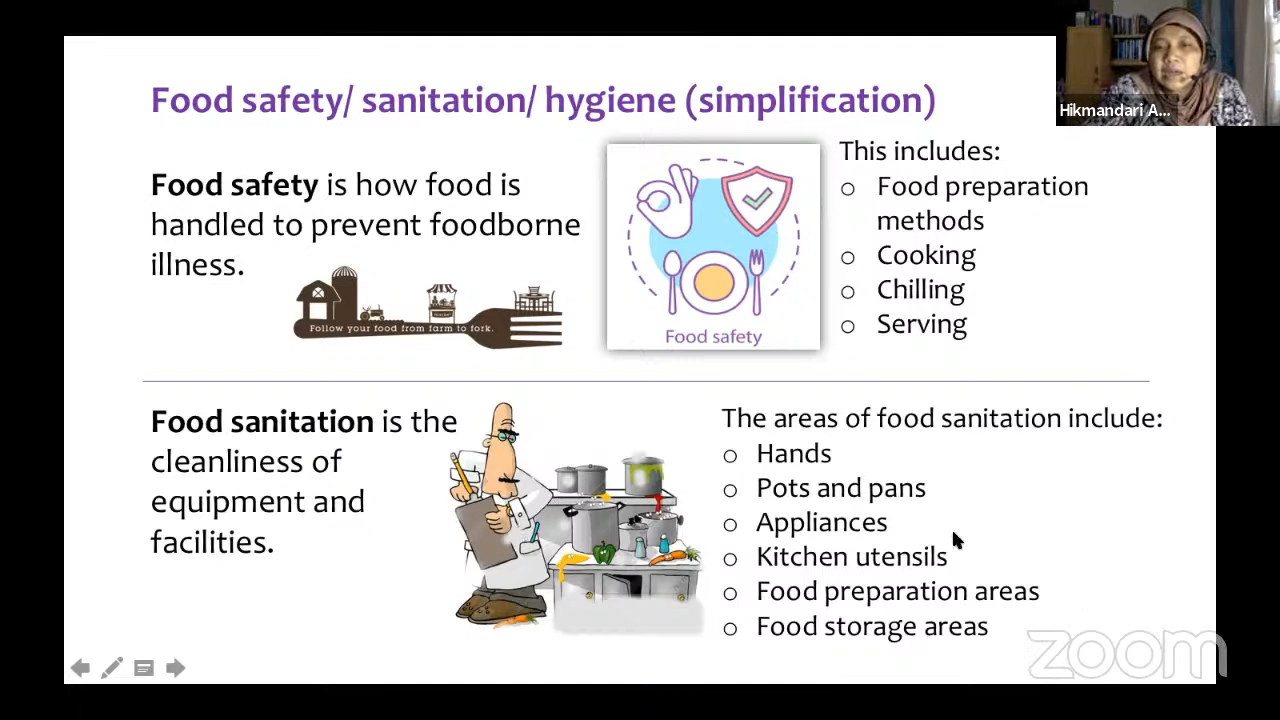 Food safety/ sanitation/ hygiene (simplification)
Hikmandari A...
Food safety is how food is
handled to prevent foodborne
illness.
Follow your food from farm to fork.
Food safety
This includes:
o Food preparation
methods
o Cooking
o Chilling
o Serving
Food sanitation is the
cleanliness of
equipment and
facilities.
The areas of food sanitation include:
o Hands
o Pots and pans
o Appliances
o Kitchen utensils
o Food preparation areas
o Food storage areas
zoom